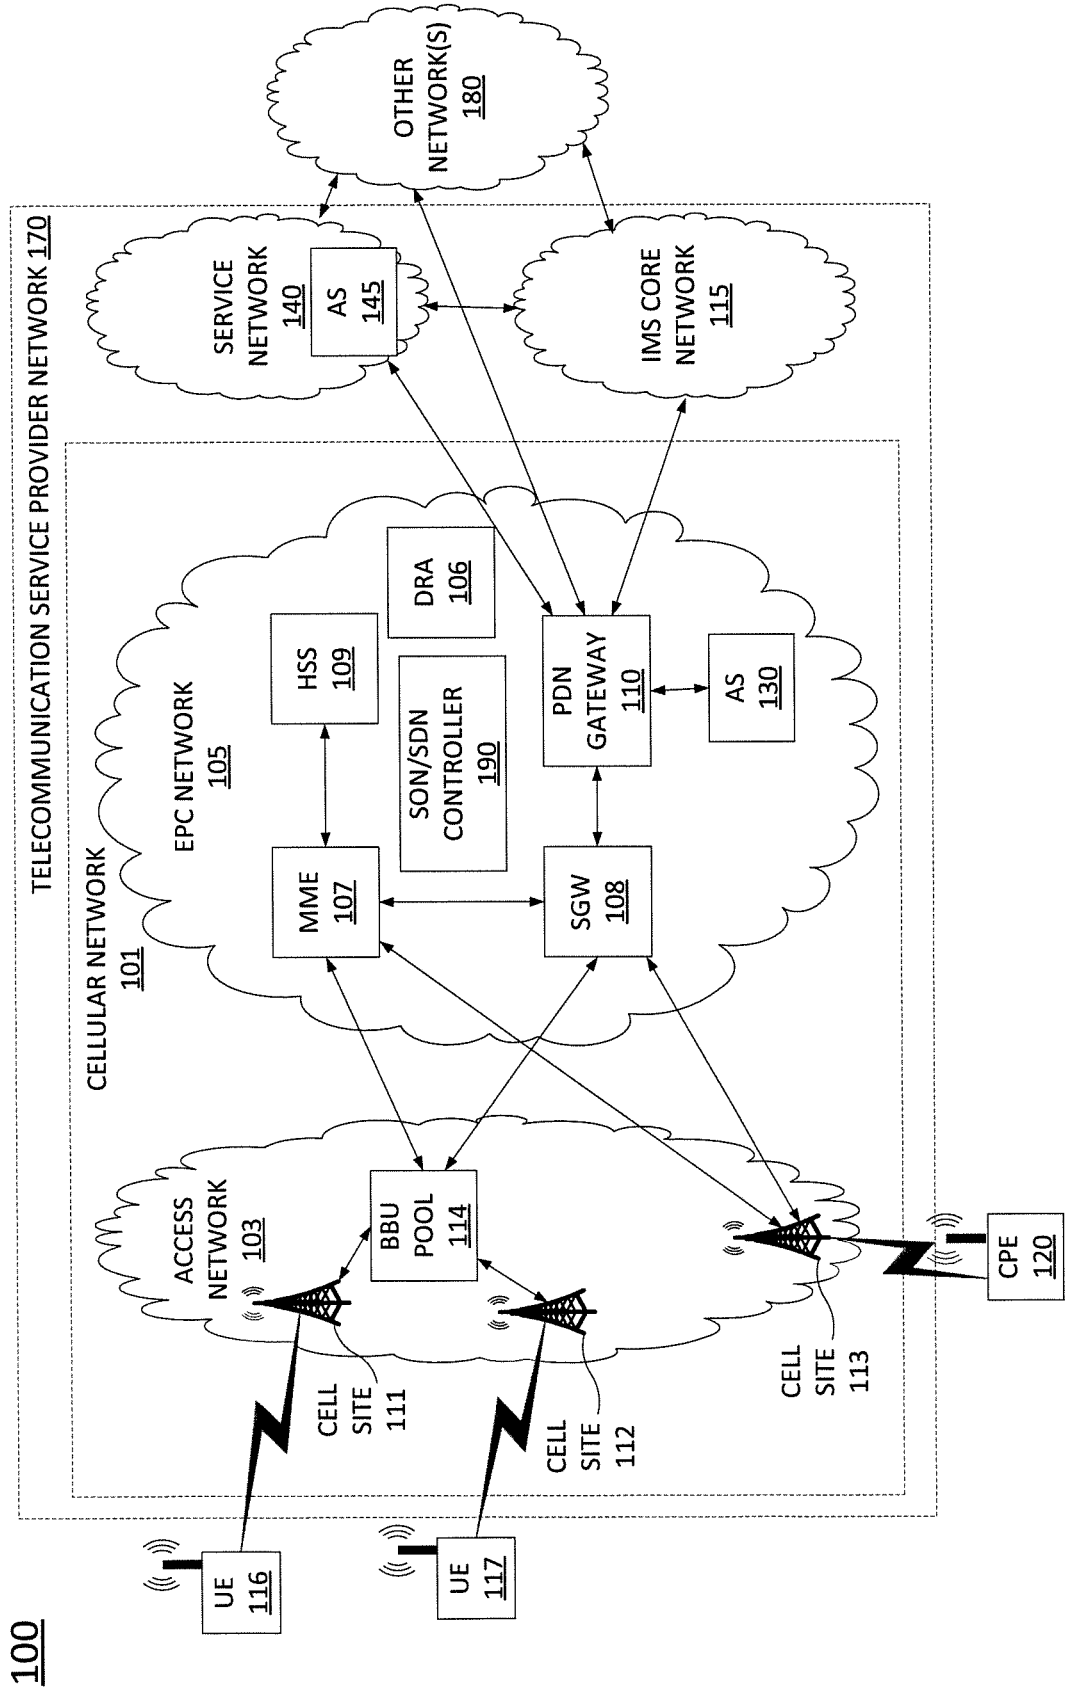 100
TELECOMMUNICATION SERVICE PROVIDER NETWORK 170
CELLULAR NETWORK
101
EPC NETWORK
105
ACCESS
NETWORK
103
UE
116
UE
117
CELL
SITE
111
CELL
SITE
112
CELL
SITE
113
BBU
POOL
114
CPE
120
MME
107
HSS
109
SON/SDN
CONTROLLER
190
DRA
106
SGW
108
PDN
GATEWAY
110
AS
130
SERVICE
NETWORK
140
AS
145
IMS CORE
NETWORK
115
OTHER
NETWORK(S)
180